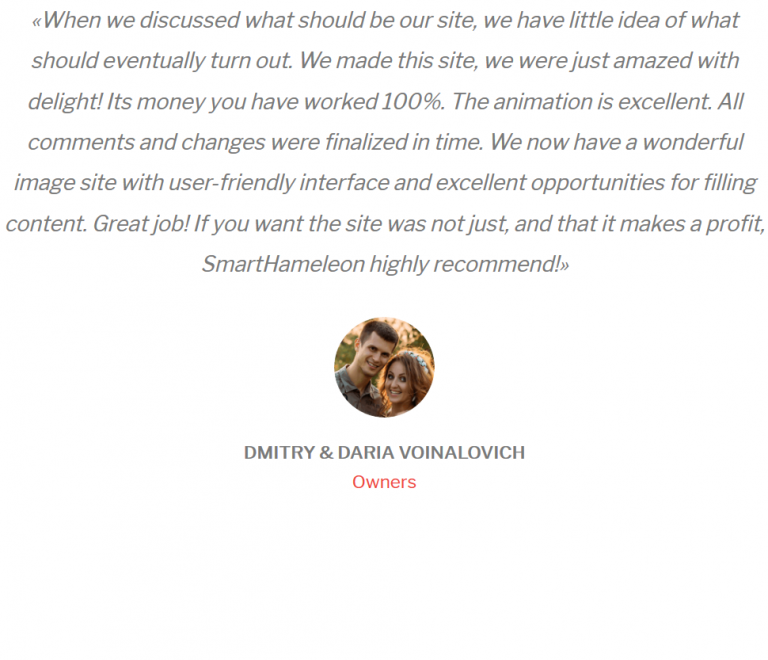 «When we discussed what should be our site, we have little idea of what
should eventually turn out. We made this site, we were just amazed with
delight! Its money you have worked 100%. The animation is excellent. All
comments and changes were finalized in time. We now have a wonderful
image site with user-friendly interface and excellent opportunities for filling
content. Great job! If you want the site was not just, and that it makes a profit,
SmartHameleon highly recommend!»
DMITRY & DARIA VOINALOVICH
Owners